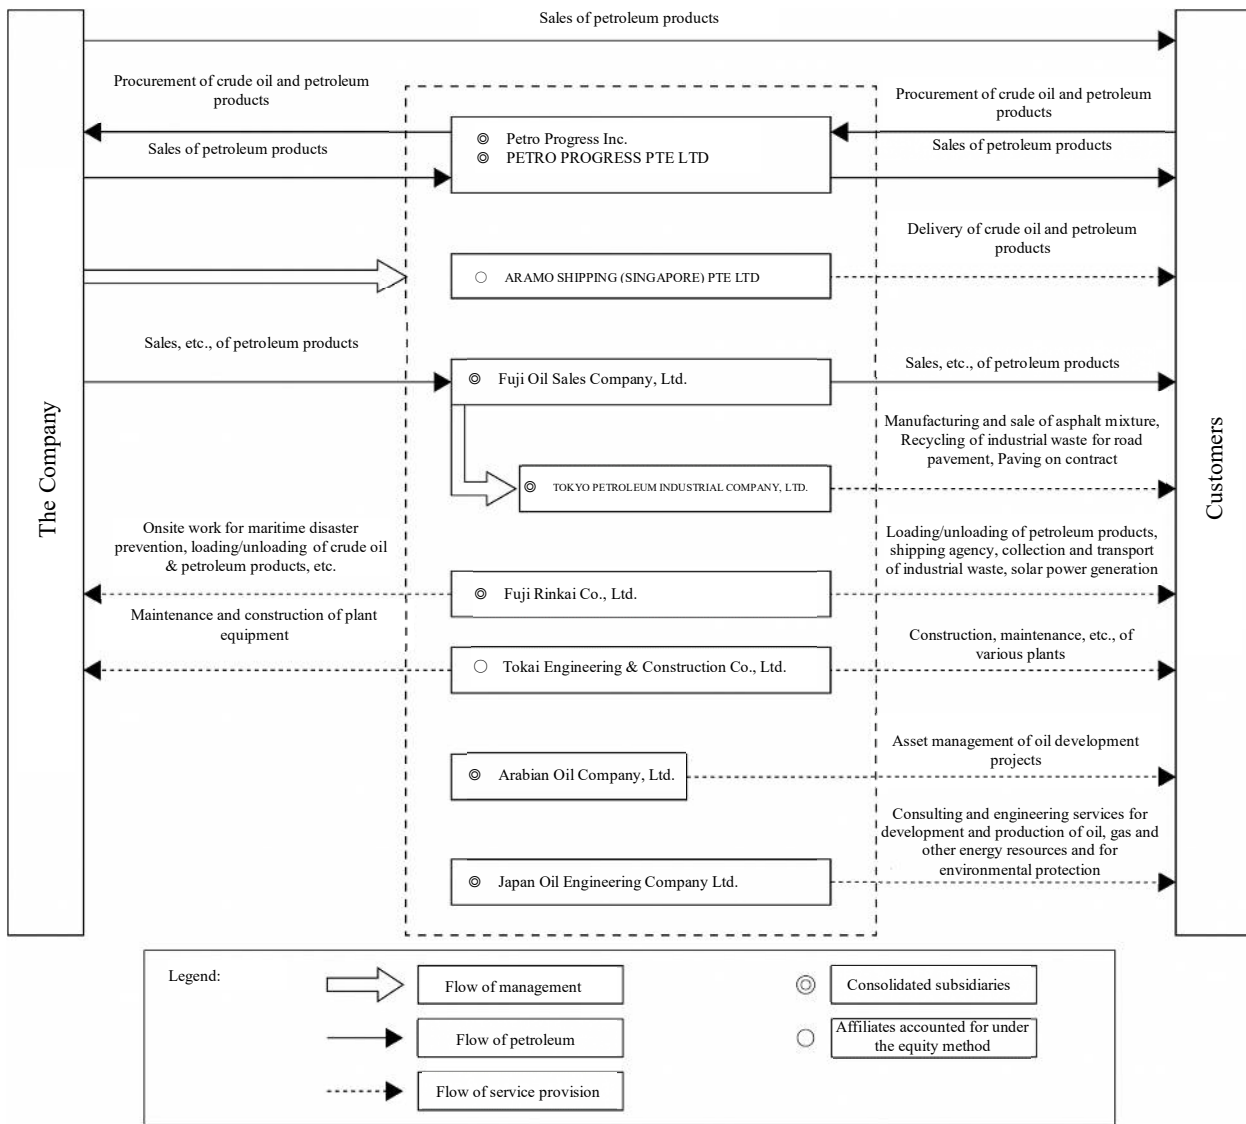 Sales of petroleum products
The Company
Customers
Procurement of crude oil and petroleum
products
Sales of petroleum products
◎ Petro Progress Inc.
◎ PETRO PROGRESS PTE LTD
Procurement of crude oil and petroleum
products
Sales of petroleum products
○ ARAMO SHIPPING (SINGAPORE) PTE LTD
Delivery of crude oil and petroleum
products
Sales, etc., of petroleum products
◎ Fuji Oil Sales Company, Ltd.
Sales, etc., of petroleum products
◎ TOKYO PETROLEUM INDUSTRIAL COMPANY, LTD.
Manufacturing and sale of asphalt mixture,
Recycling of industrial waste for road
pavement, Paving on contract
Onsite work for maritime disaster
prevention, loading/unloading of crude oil
& petroleum products, etc.
◎ Fuji Rinkai Co., Ltd.
Loading/unloading of petroleum products,
shipping agency, collection and transport
of industrial waste, solar power generation
Maintenance and construction of plant
equipment
○ Tokai Engineering & Construction Co., Ltd.
Construction, maintenance, etc., of
various plants
◎ Arabian Oil Company, Ltd.
Asset management of oil development
projects
◎ Japan Oil Engineering Company Ltd.
Consulting and engineering services for
development and production of oil, gas and
other energy resources and for
environmental protection
Legend:
Flow of management
Flow of petroleum
Flow of service provision
◎ Consolidated subsidiaries
○ Affiliates accounted for under
the equity method